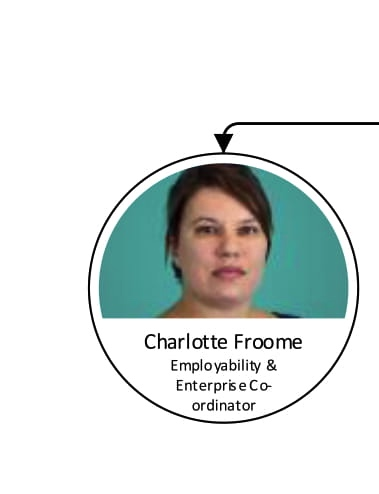 Charlotte Froome
Employability &
Enterprise Co-
ordinator